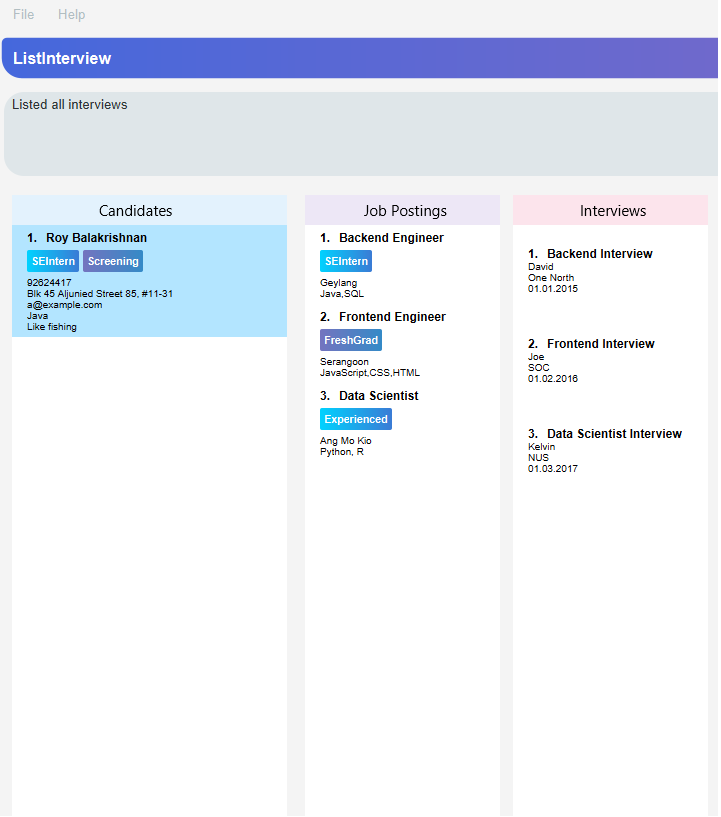 File Help
ListInterview
Listed all interviews
Candidates
1. Roy Balakrishnan
SEIntern Screening
92624417
Blk 45 Aljunied Street 85, #11-31
a@example.com
Java
Like fishing
Job Postings
1. Backend Engineer
SEIntern
Geylang
Java,SQL
2. Frontend Engineer
FreshGrad
Serangoon
JavaScript,CSS,HTML
3. Data Scientist
Experienced
Ang Mo Kio
Python, R
Interviews
1. Backend Interview
David
One North
01.01.2015
2. Frontend Interview
Joe
SOC
01.02.2016
3. Data Scientist Interview
Kelvin
NUS
01.03.2017